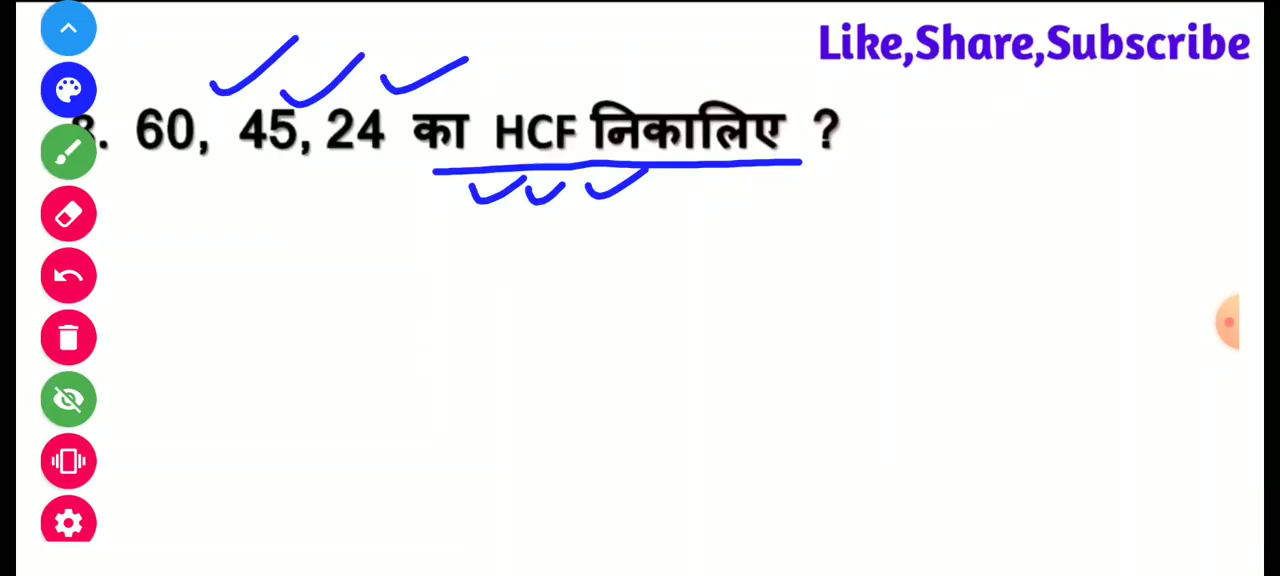 Like,Share,Subscribe
60, 45, 24 का HCF निकालिए ?